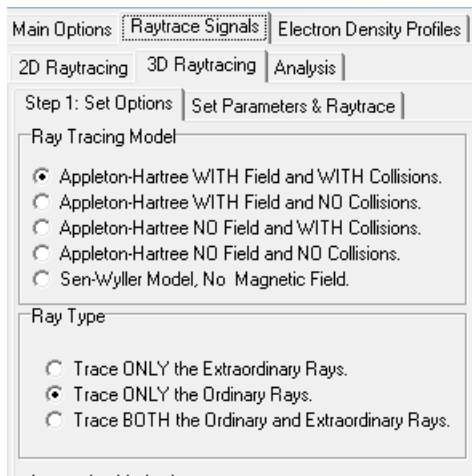 Main Options Raytrace Signals Electron Density Profiles
2D Raytracing 3D Raytracing Analysis
Step 1: Set Options Set Parameters & Raytrace
Ray Tracing Model
Appleton-Hartree WITH Field and WITH Collisions.
Appleton-Hartree WITH Field and NO Collisions.
Appleton-Hartree NO Field and WITH Collisions.
Appleton-Hartree NO Field and NO Collisions.
Sen-Wyller Model, No Magnetic Field.
Ray Type
Trace ONLY the Extraordinary Rays.
Trace ONLY the Ordinary Rays.
Trace BOTH the Ordinary and Extraordinary Rays.